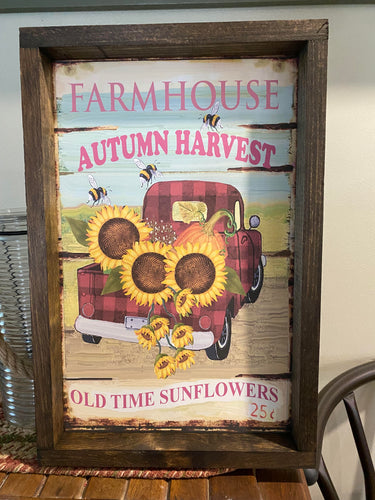 FARMHOUSE
AUTUMN HARVEST
OLD TIME SUNFLOWERS
25¢